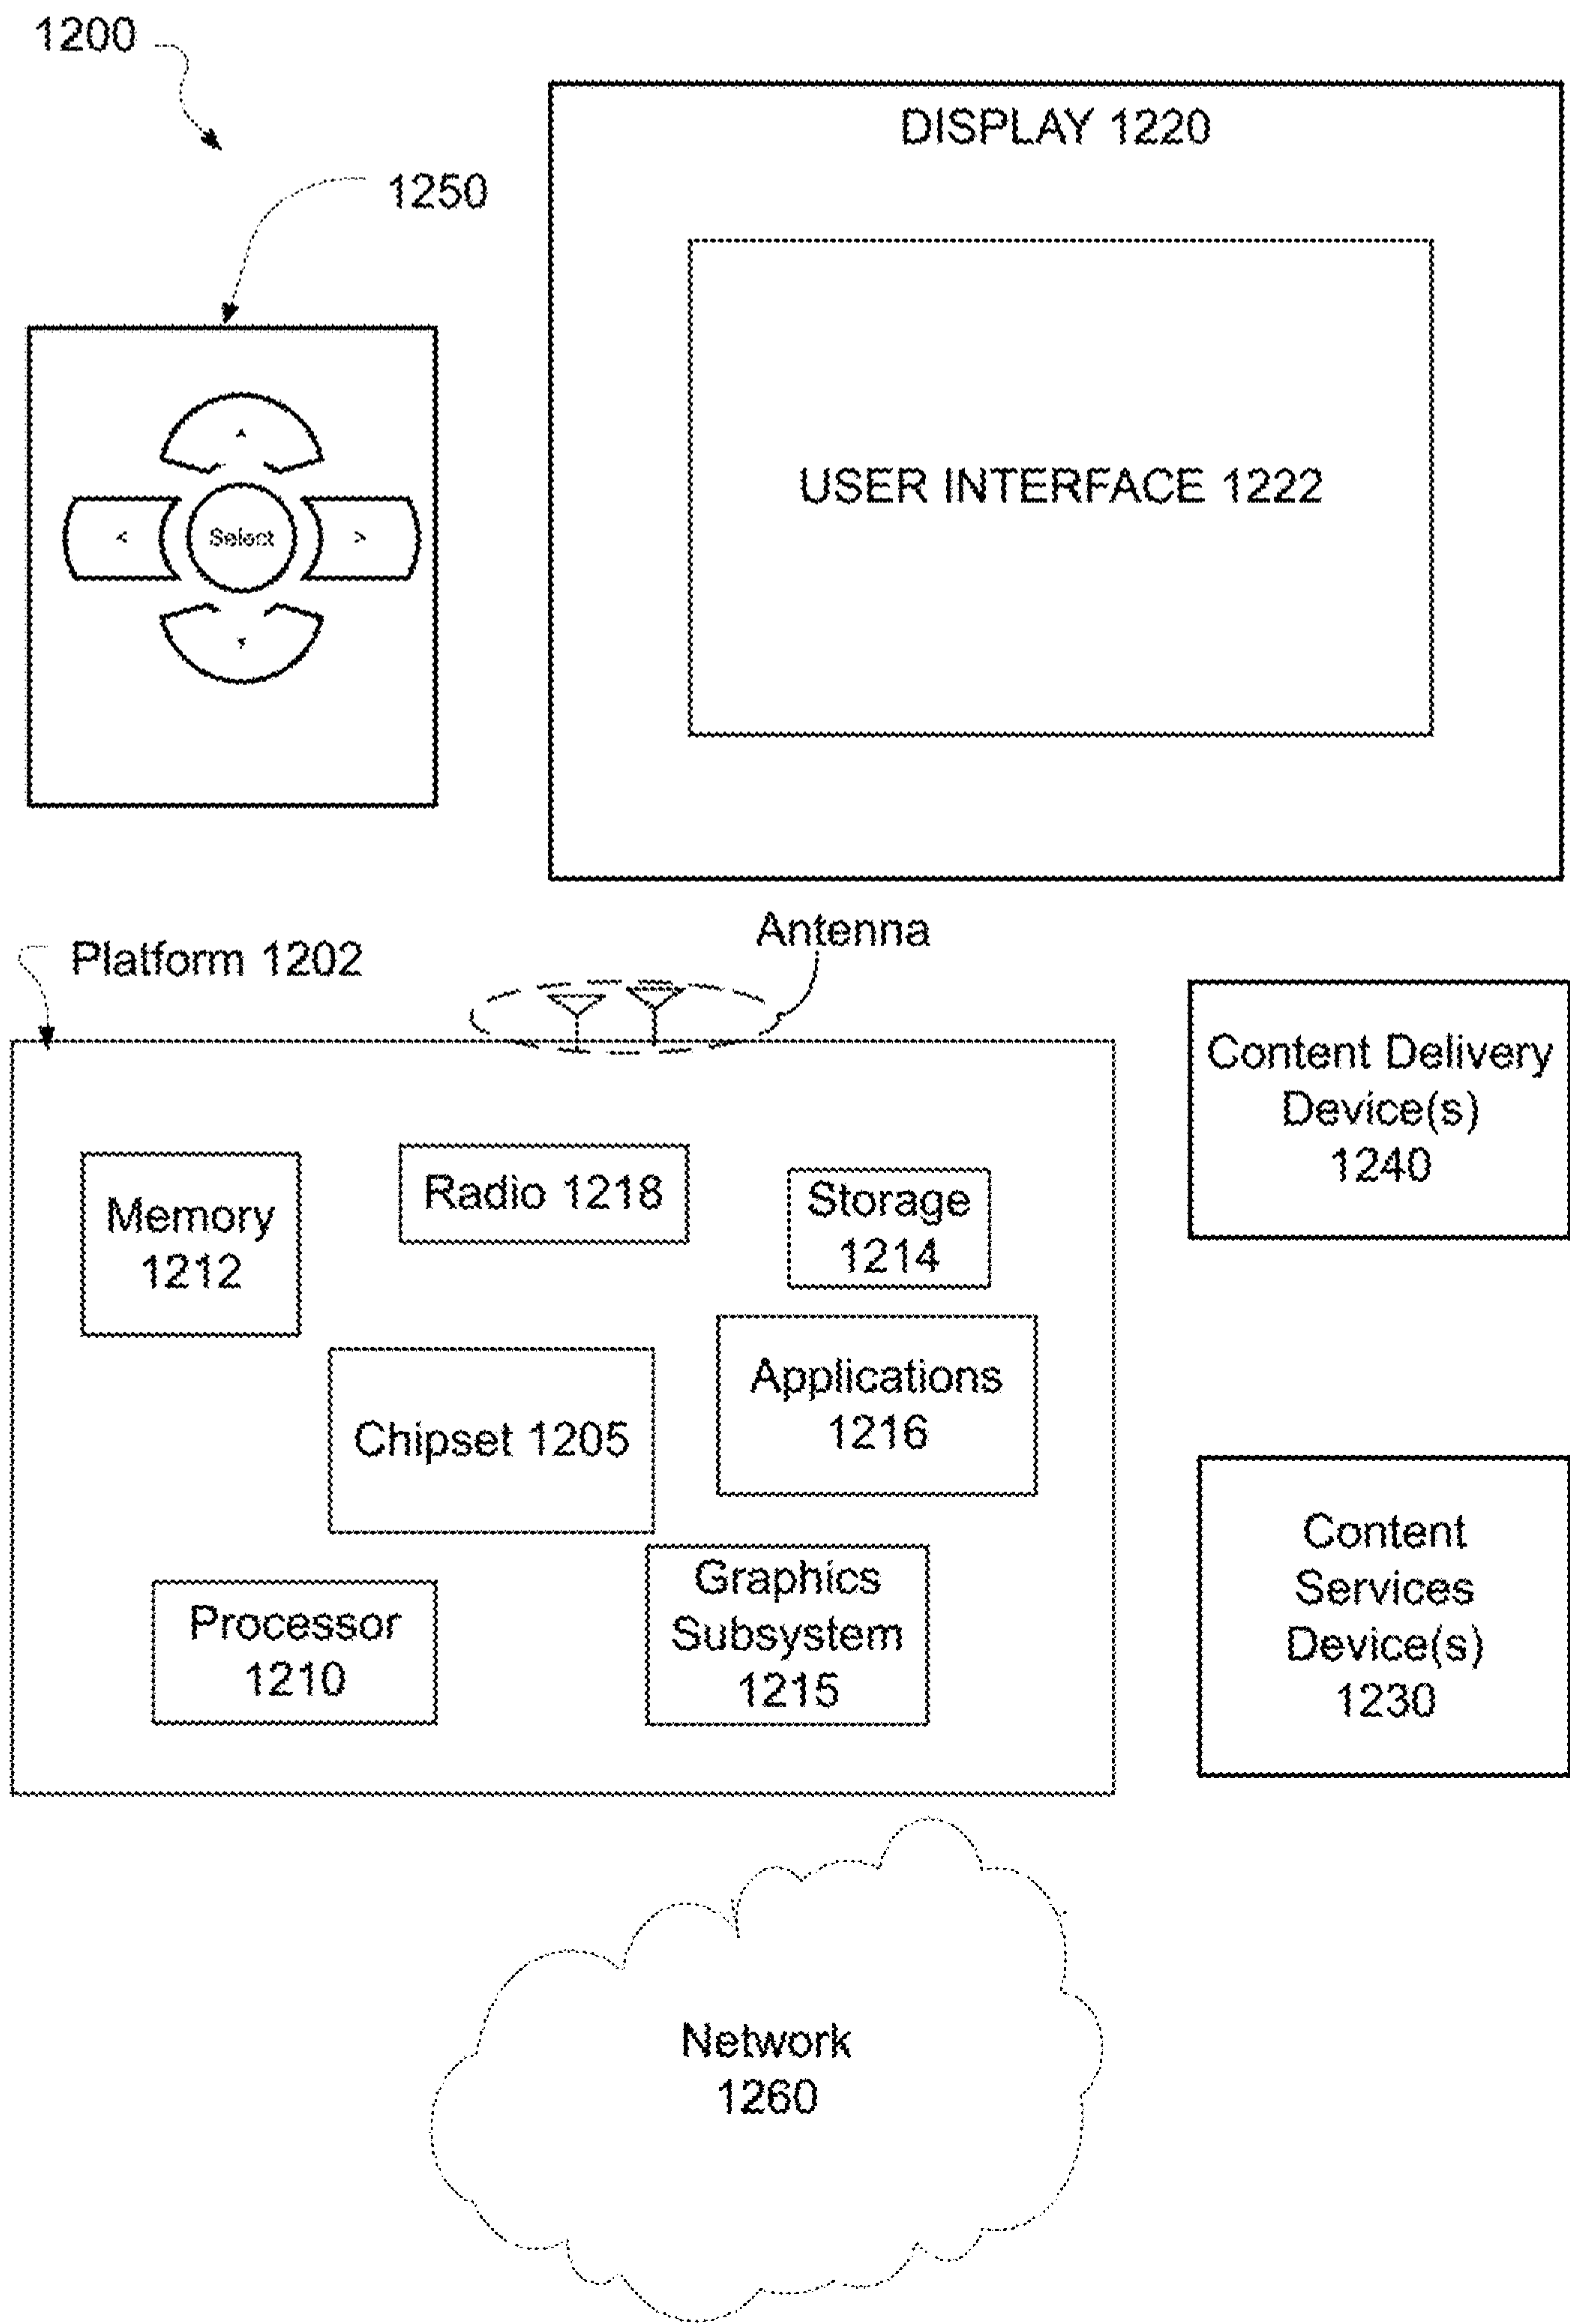 1200
1250
DISPLAY 1220
USER INTERFACE 1222
<
Select
>
Platform 1202
Antenna
Memory
1212
Radio 1218
Storage
1214
Chipset 1205
Applications
1216
Processor
1210
Graphics
Subsystem
1215
Content Delivery
Device(s)
1240
Content
Services
Device(s)
1230
Network
1260